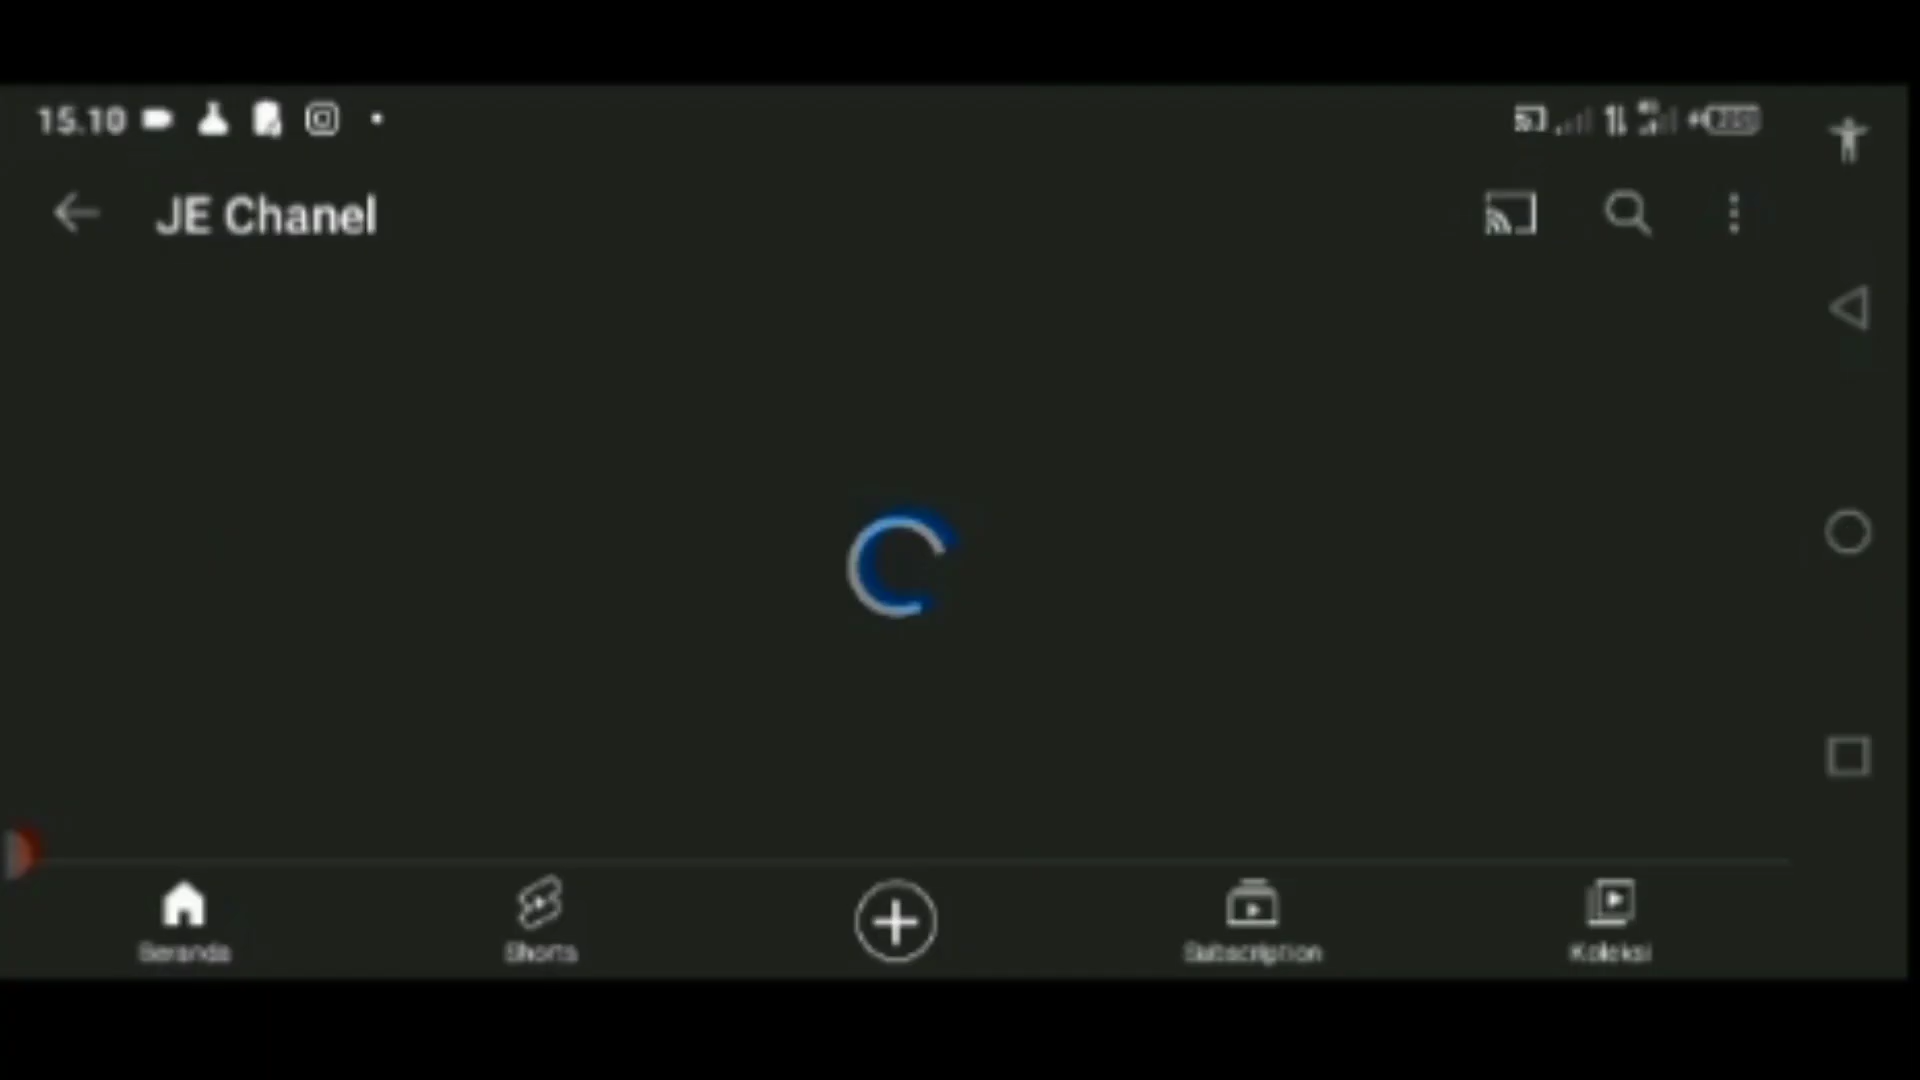 15.10
JE Chanel
Beranda
Shorts
Subscription
Koleksi